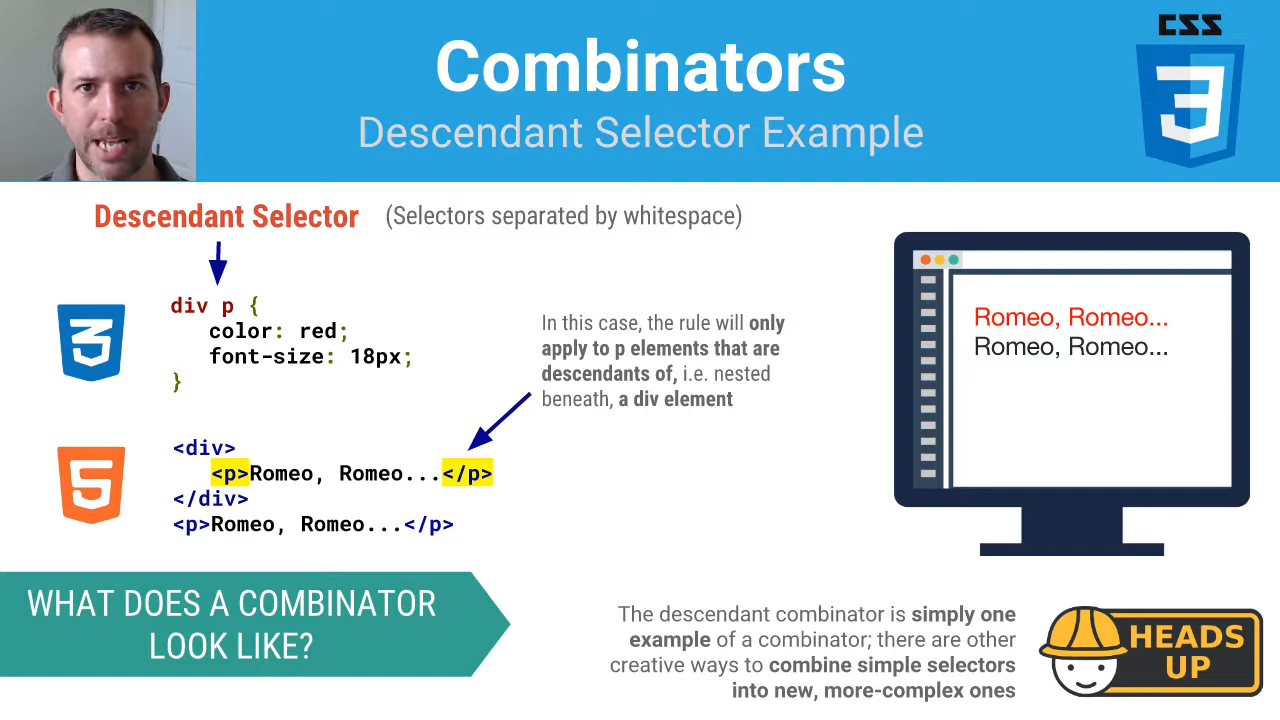 Combinators
Descendant Selector Example
CSS
3
Descendant Selector (Selectors separated by whitespace)
3
div p {
color: red;
font-size: 18px;
}
In this case, the rule will only
apply to p elements that are
descendants of, i.e. nested
beneath, a div element
5
<div>
<p>Romeo, Romeo...</p>
</div>
<p>Romeo, Romeo...</p>
Romeo, Romeo...
Romeo, Romeo...
WHAT DOES A COMBINATOR
LOOK LIKE?
The descendant combinator is simply one
example of a combinator; there are other
creative ways to combine simple selectors
into new, more-complex ones
HEADS
UP